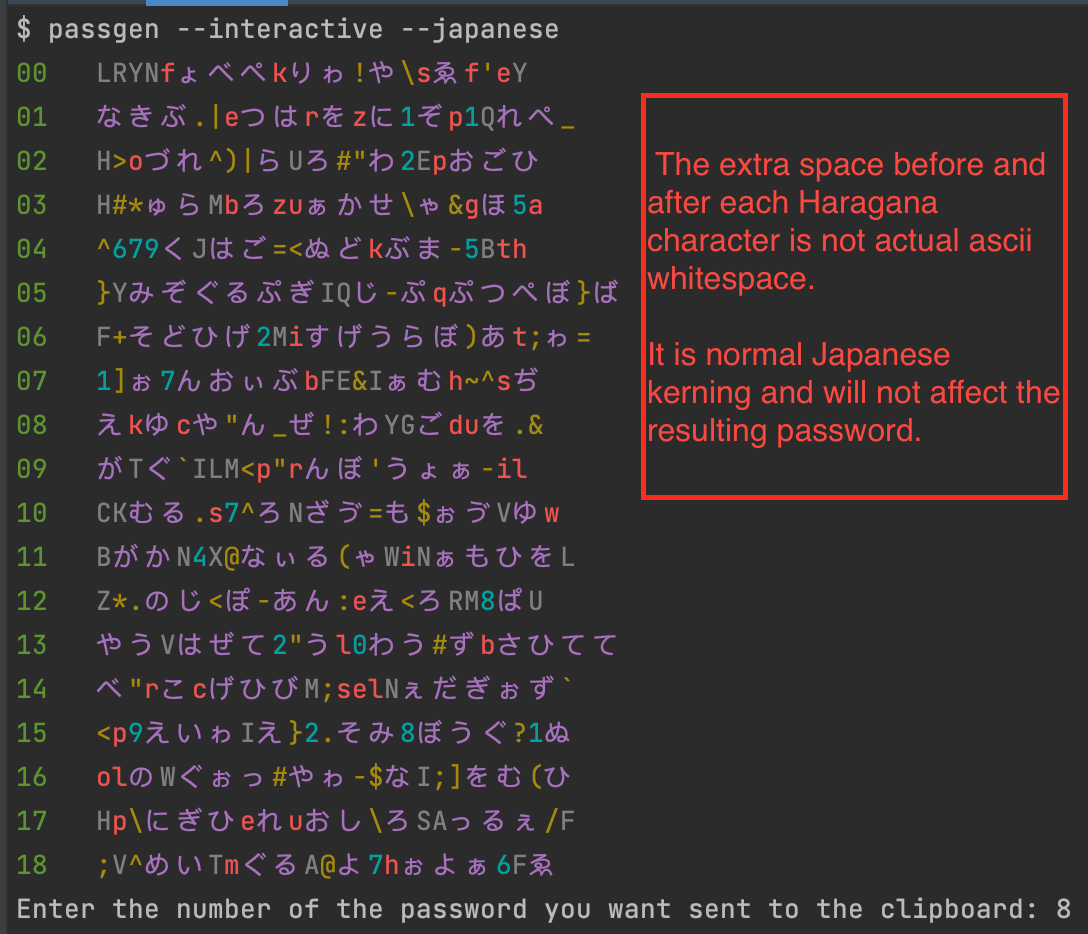 $ passgen --interactive --japanese
00 LRYNfょべぺkりゎ!や\sゑf'eY
01 なきぶ.|eつはrをzに1ぞp1Qれぺ_
02 H>oづれ^)|らUろ#"わ2Epおごひ
03 H#*ゅらMbろzuぁかせ\ゃ&gほ5a
04 ^679くJはご=<ぬどkぶま-5Bth
05 }YみぞぐるぷぎIQじ-ぷqぷつぺぼ}ば
06 F+そどひげ2Miすげうらぼ)あt;ゎ=
07 1]ぉ7んおぃぶbFE&Iぁむh~^sぢ
08 えkゆcや"ん_ぜ!:わYGごduを.&
09 がTぐ`ILM<p"rんぼ'うょぁ-il
10 CKむる.s7^ろNざゔ=も$ぉゔVゆw
11 BがかN4X@なぃる(ゃWiNぁもひをL
12 Z*.のじ<ぽ-あん:eえ<ろRM8ぱU
13 やうVはぜて2"うl0わう#ずbさひてて
14 べ"rこcげひびM;selNぇだぎぉず`
15 <p9えいゎIえ}2.そみ8ぼうぐ?1ぬ
16 olのWぐぉっ#やゎ-$なI;]をむ(ひ
17 Hp\にぎひeれuおし\ろSAっるぇ/F
18 ;V^めいTmぐるA@よ7hぉよぁ6Fゑ
Enter the number of the password you want sent to the clipboard: 8
The extra space before and
after each Haragana
character is not actual ascii
whitespace.
It is normal Japanese
kerning and will not affect the
resulting password.